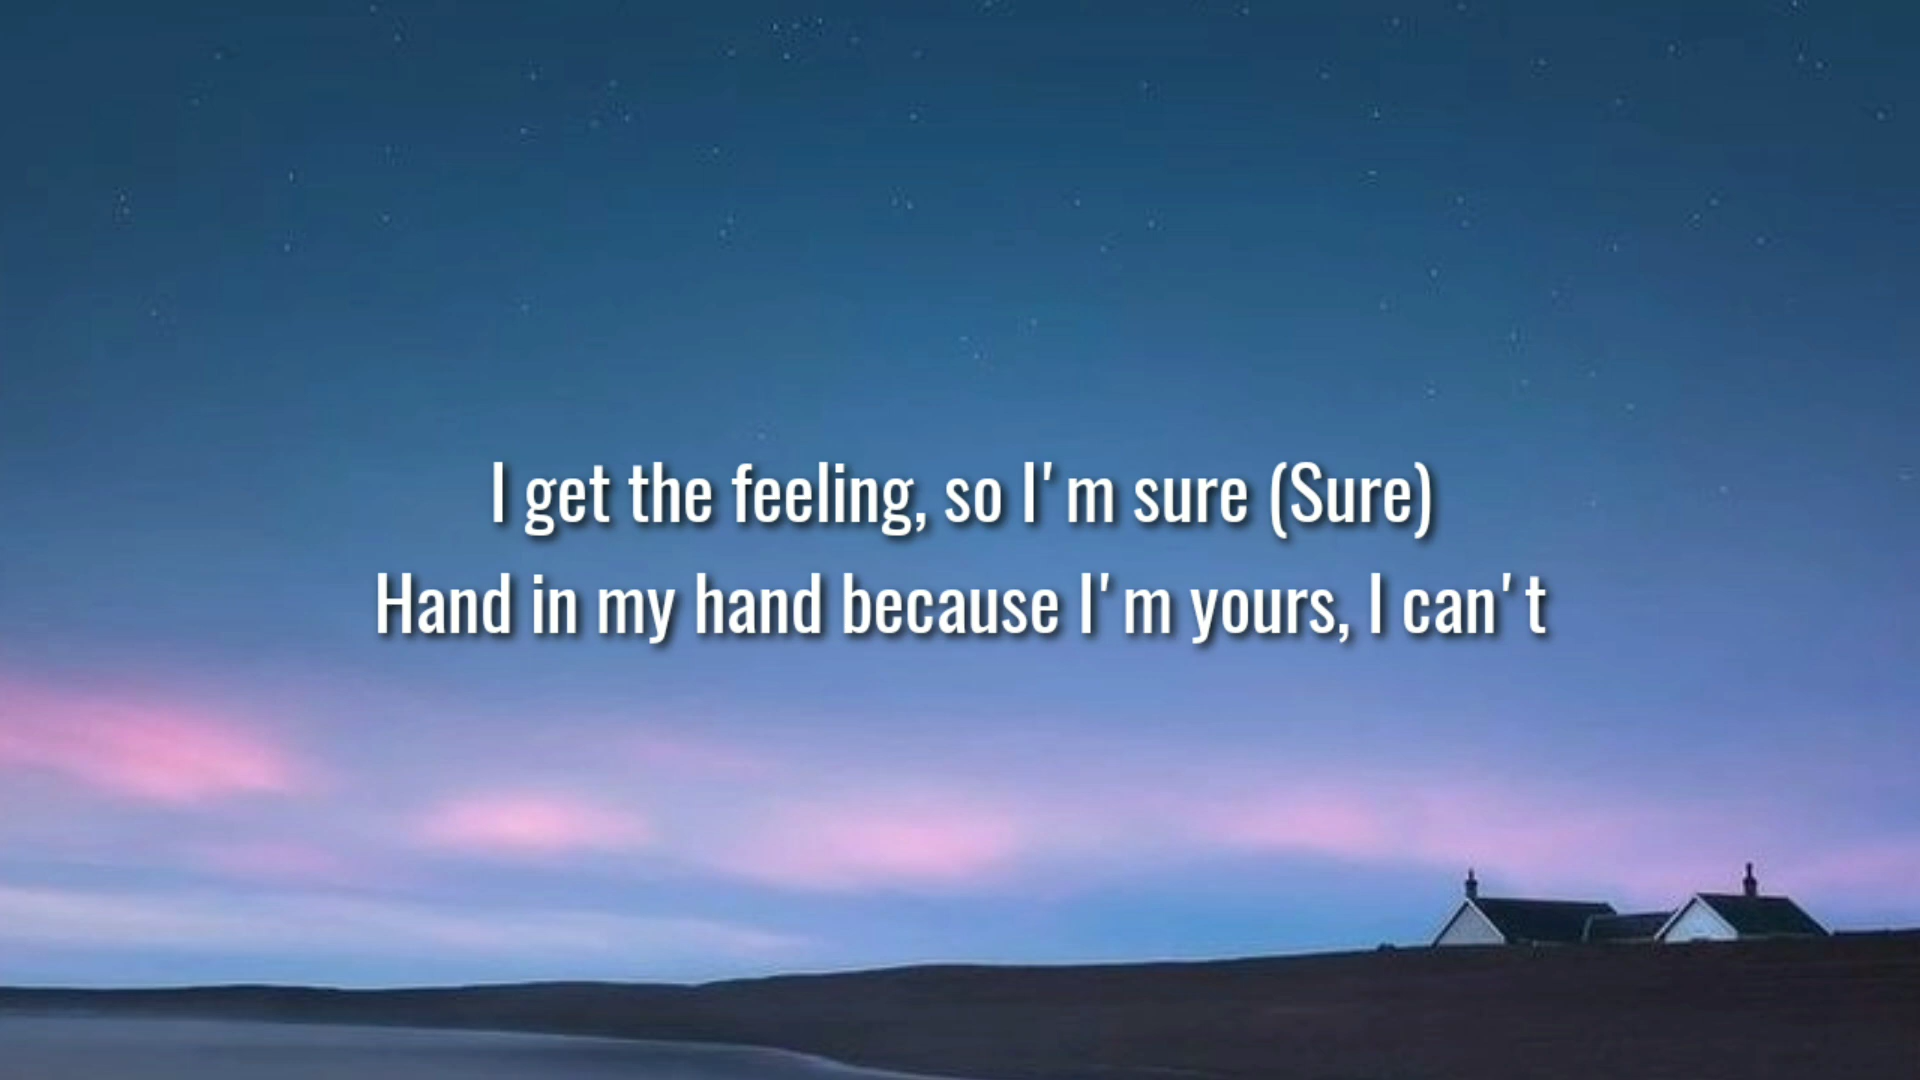 I get the feeling, so I'm sure (Sure)
Hand in my hand because I'm yours, I can't